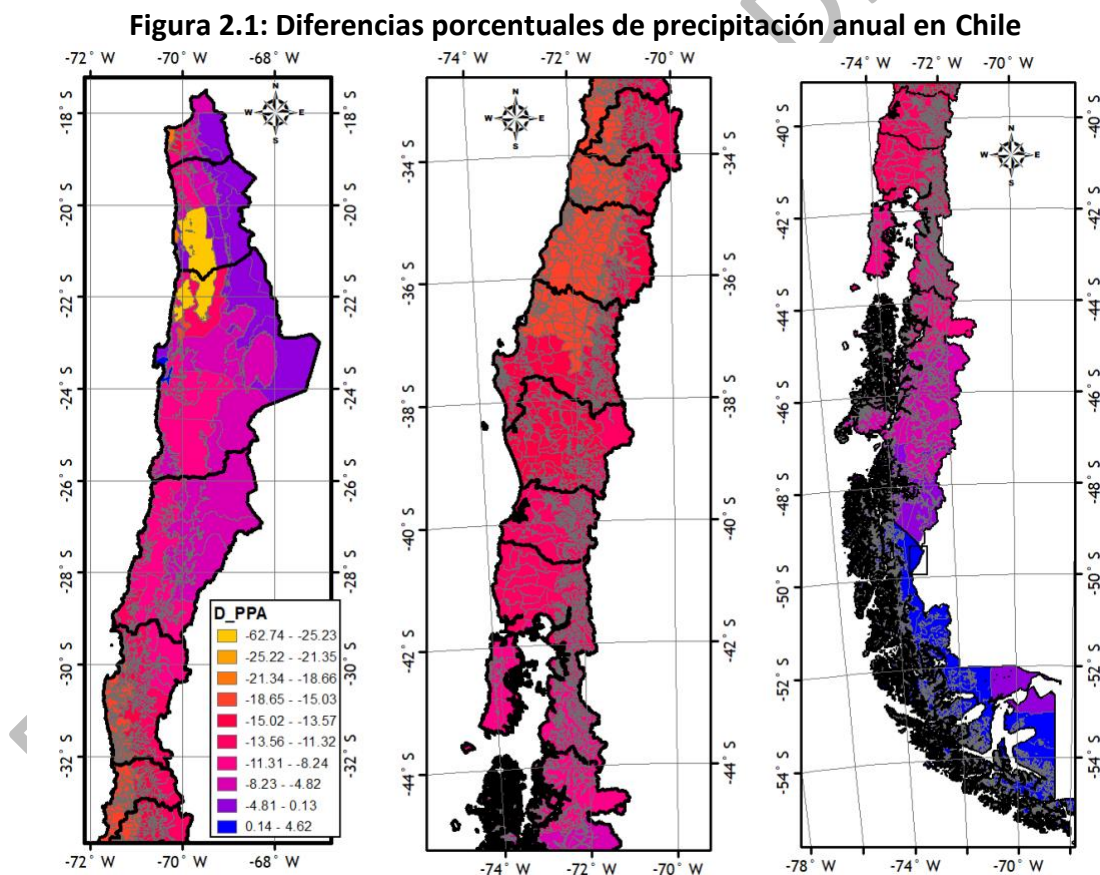 Figura 2.1: Diferencias porcentuales de precipitación anual en Chile
-72° W -70° W -68° W
N
W E
S
-18° S
-20° S
-22° S
-24° S
-26° S
-28° S
-30° S
-32° S
-18° S
-20° S
-22° S
-24° S
-26° S
-28° S
-30° S
-32° S
D_PPA
-62.74 - -25.23
-25.22 - -21.35
-21.34 - -18.66
-18.65 - -15.03
-15.02 - -13.57
-13.56 - -11.32
-11.31 - -8.24
-8.23 - -4.82
-4.81 - 0.13
0.14 - 4.62
-72° W -70° W -68° W
-74° W -72° W -70° W
N
W E
S
-34° S
-36° S
-38° S
-40° S
-42° S
-44° S
-34° S
-36° S
-38° S
-40° S
-42° S
-44° S
-74° W -72° W -70° W
-74° W -72° W -70° W
N
W E
S
-40° S
-42° S
-44° S
-46° S
-48° S
-50° S
-52° S
-54° S
-40° S
-42° S
-44° S
-46° S
-48° S
-50° S
-52° S
-54° S
-78° W -74° W -70° W